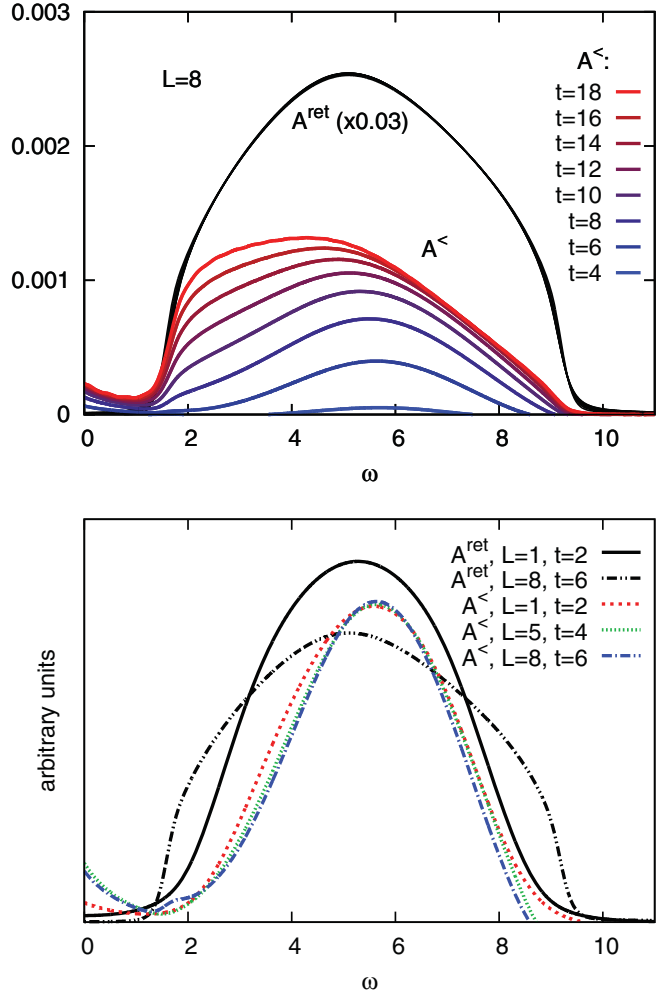 0.003
L=8
A<:
t=18
A^ret (x0.03)
t=16
0.002
t=14
t=12
t=10
A<
t=8
t=6
0.001
t=4
0
0 2 4 6 8 10
ω
A^ret, L=1, t=2
A^ret, L=8, t=6
A<, L=1, t=2
A<, L=5, t=4
A<, L=8, t=6
arbitrary units
0 2 4 6 8 10
ω